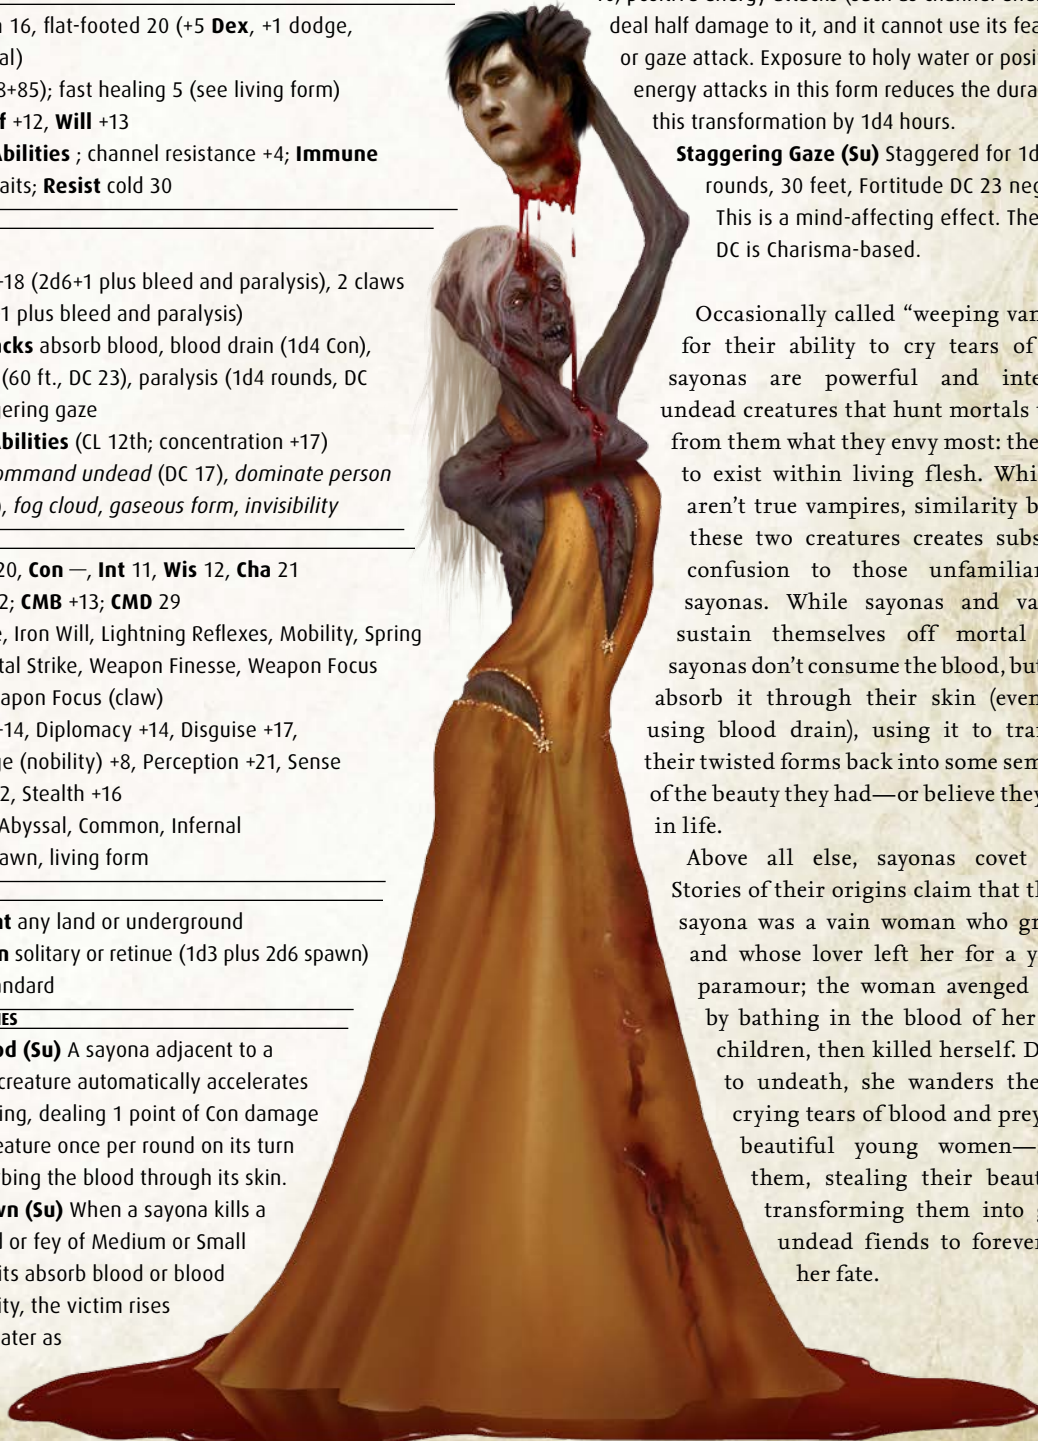 16, flat-footed 20 (+5 Dex, +1 dodge,
al)
8+85); fast healing 5 (see living form)
f +12, Will +13
Abilities ; channel resistance +4; Immune
aits; Resist cold 30
+18 (2d6+1 plus bleed and paralysis), 2 claws
1 plus bleed and paralysis)
acks absorb blood, blood drain (1d4 Con),
(60 ft., DC 23), paralysis (1d4 rounds, DC
gering gaze
Abilities (CL 12th; concentration +17)
ommand undead (DC 17), dominate person
, fog cloud, gaseous form, invisibility
20, Con —, Int 11, Wis 12, Cha 21
2; CMB +13; CMD 29
e, Iron Will, Lightning Reflexes, Mobility, Spring
tal Strike, Weapon Finesse, Weapon Focus
apon Focus (claw)
+14, Diplomacy +14, Disguise +17,
ge (nobility) +8, Perception +21, Sense
2, Stealth +16
Abyssal, Common, Infernal
awn, living form
nt any land or underground
n solitary or retinue (1d3 plus 2d6 spawn)
andard
IES
od (Su) A sayona adjacent to a
creature automatically accelerates
ing, dealing 1 point of Con damage
eature once per round on its turn
bing the blood through its skin.
wn (Su) When a sayona kills a
d or fey of Medium or Small
its absorb blood or blood
ity, the victim rises
ater as
deal half damage to it, and it cannot use its fea
or gaze attack. Exposure to holy water or posi
energy attacks in this form reduces the dura
this transformation by 1d4 hours.
Staggering Gaze (Su) Staggered for 1d
rounds, 30 feet, Fortitude DC 23 neg
This is a mind-affecting effect. The
DC is Charisma-based.
Occasionally called “weeping van
for their ability to cry tears of
sayonas are powerful and inte
undead creatures that hunt mortals
from them what they envy most: the
to exist within living flesh. Whi
aren’t true vampires, similarity b
these two creatures creates subs
confusion to those unfamilian
sayonas. While sayonas and va
sustain themselves off mortal
sayonas don’t consume the blood, but
absorb it through their skin (even
using blood drain), using it to tra
their twisted forms back into some sem
of the beauty they had—or believe they
in life.
Above all else, sayonas covet
Stories of their origins claim that th
sayona was a vain woman who gr
and whose lover left her for a y
paramour; the woman avenged
by bathing in the blood of her
children, then killed herself. D
to undeath, she wanders the
crying tears of blood and prey
beautiful young women—
them, stealing their beaut
transforming them into
undead fiends to forever
her fate.